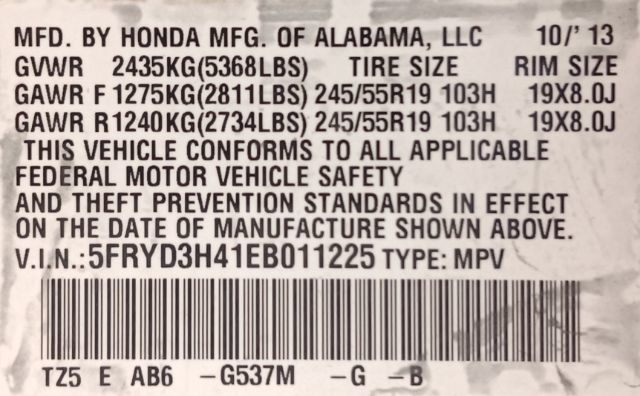 MFD. BY HONDA MFG. OF ALABAMA, LLC 10/' 13
GVWR 2435KG(5368LBS) TIRE SIZE RIM SIZE
GAWR F 1275KG(2811LBS) 245/55R19 103H 19X8.0J
GAWR R 1240KG(2734LBS) 245/55R19 103H 19X8.0J
THIS VEHICLE CONFORMS TO ALL APPLICABLE
FEDERAL MOTOR VEHICLE SAFETY
AND THEFT PREVENTION STANDARDS IN EFFECT
ON THE DATE OF MANUFACTURE SHOWN ABOVE.
V.I.N.:5FRYD3H41EB011225 TYPE: MPV
TZ5 E AB6 -G537M -G -B